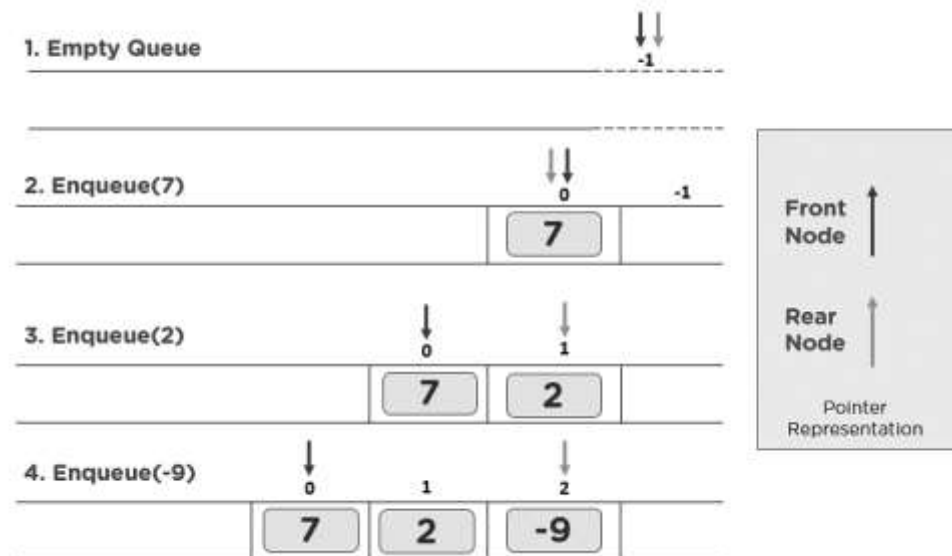 1. Empty Queue
-1
2. Enqueue(7)
0
-1
7
3. Enqueue(2)
0
1
7
2
4. Enqueue(-9)
0
1
2
7
2
-9
Front
Node
Rear
Node
Pointer
Representation